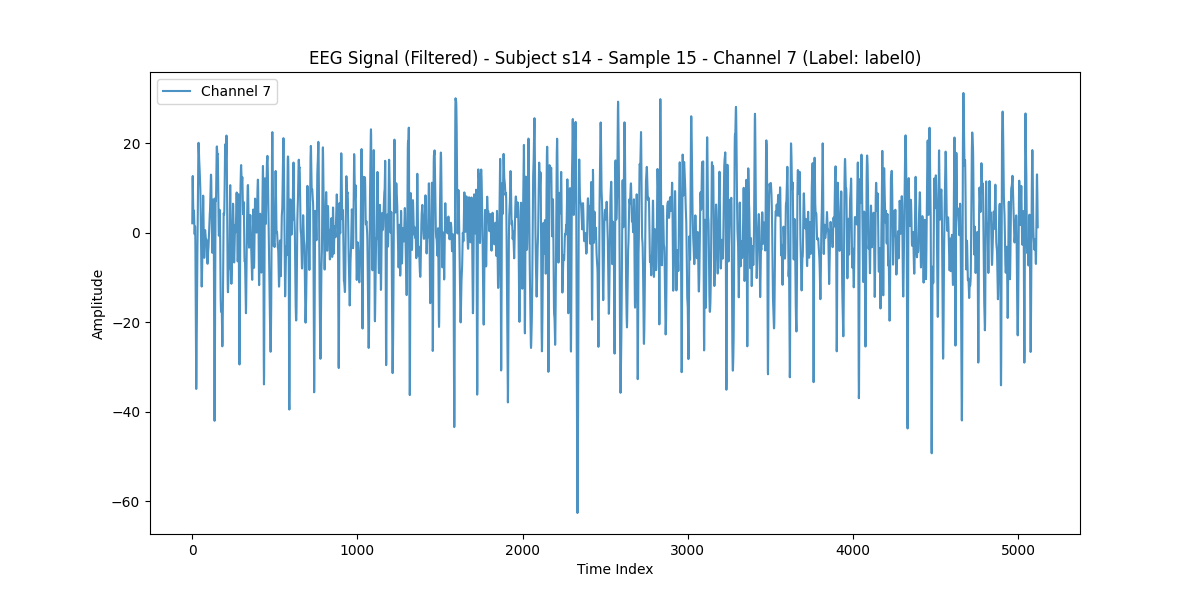 EEG Signal (Filtered) - Subject s14 - Sample 15 - Channel 7 (Label: label0)
Channel 7
20
0
−20
−40
−60
Amplitude
0 1000 2000 3000 4000 5000
Time Index